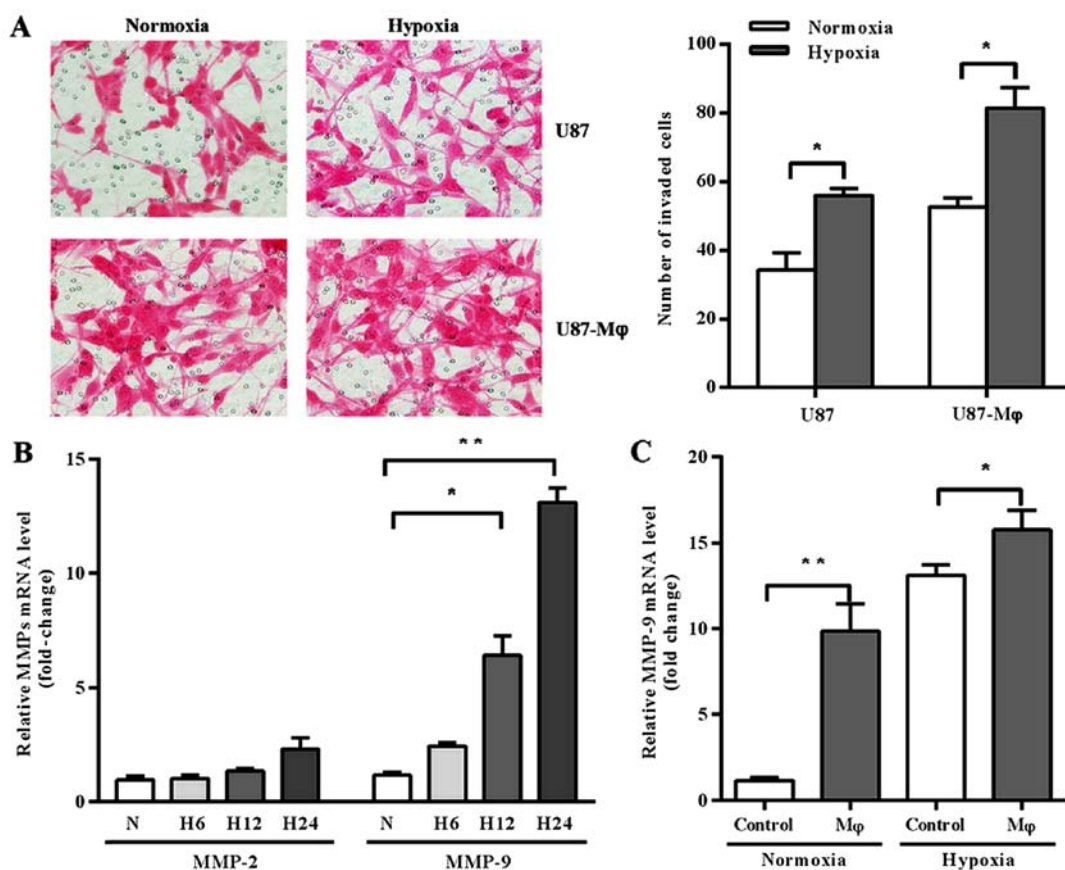 A
Normoxia
Hypoxia
U87
U87-Mφ
Normoxia
Hypoxia
Number of invaded cells
100
80
60
40
20
0
*
*
U87
U87-Mφ
B
Relative MMPs mRNA level
(fold-change)
15
10
5
0
**
*
N H6 H12 H24
N H6 H12 H24
MMP-2
MMP-9
C
Relative MMP-9 mRNA level
(fold change)
20
15
10
5
0
**
*
Control Mφ Control Mφ
Normoxia
Hypoxia